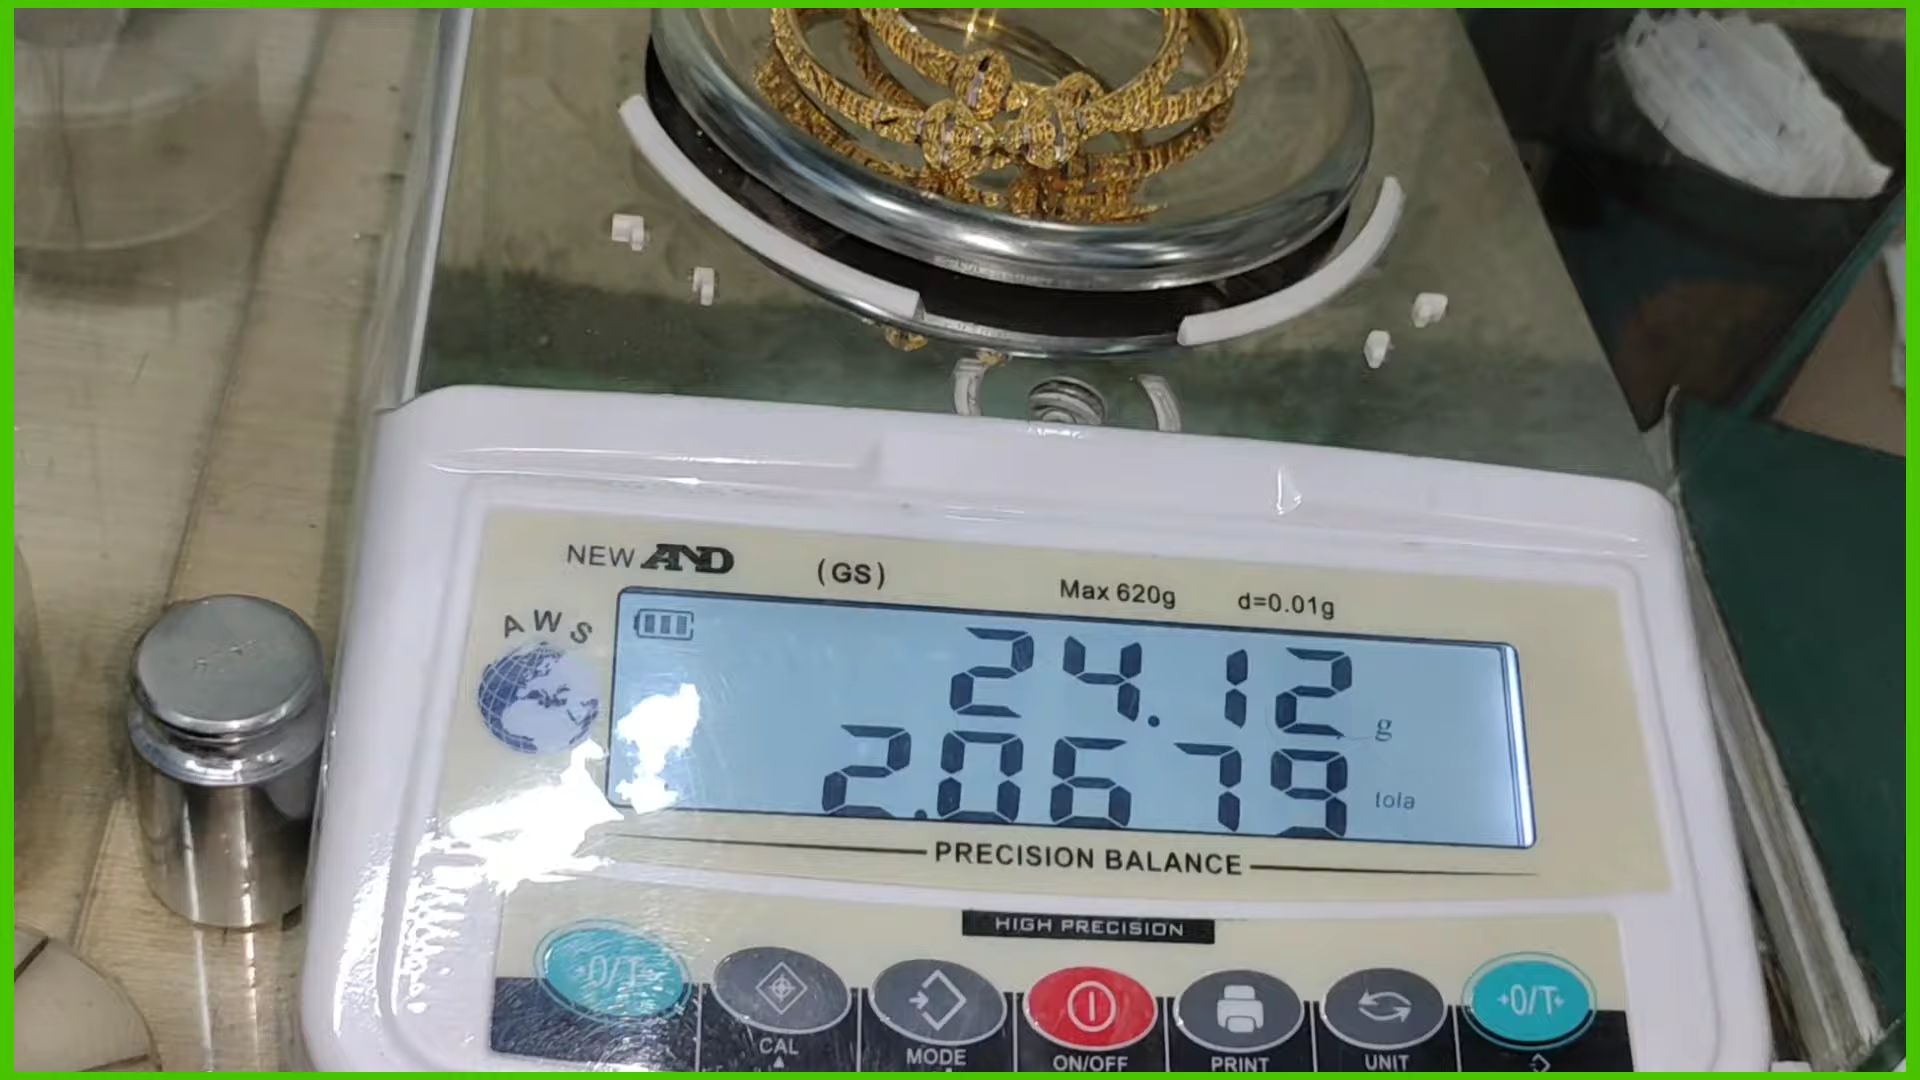 NEW AND (GS) Max 620g d=0.01g
AWS
24.12 g
2.0679 tola
PRECISION BALANCE
HIGH PRECISION
→0/T← →0/T←
CAL MODE ON/OFF PRINT UNIT